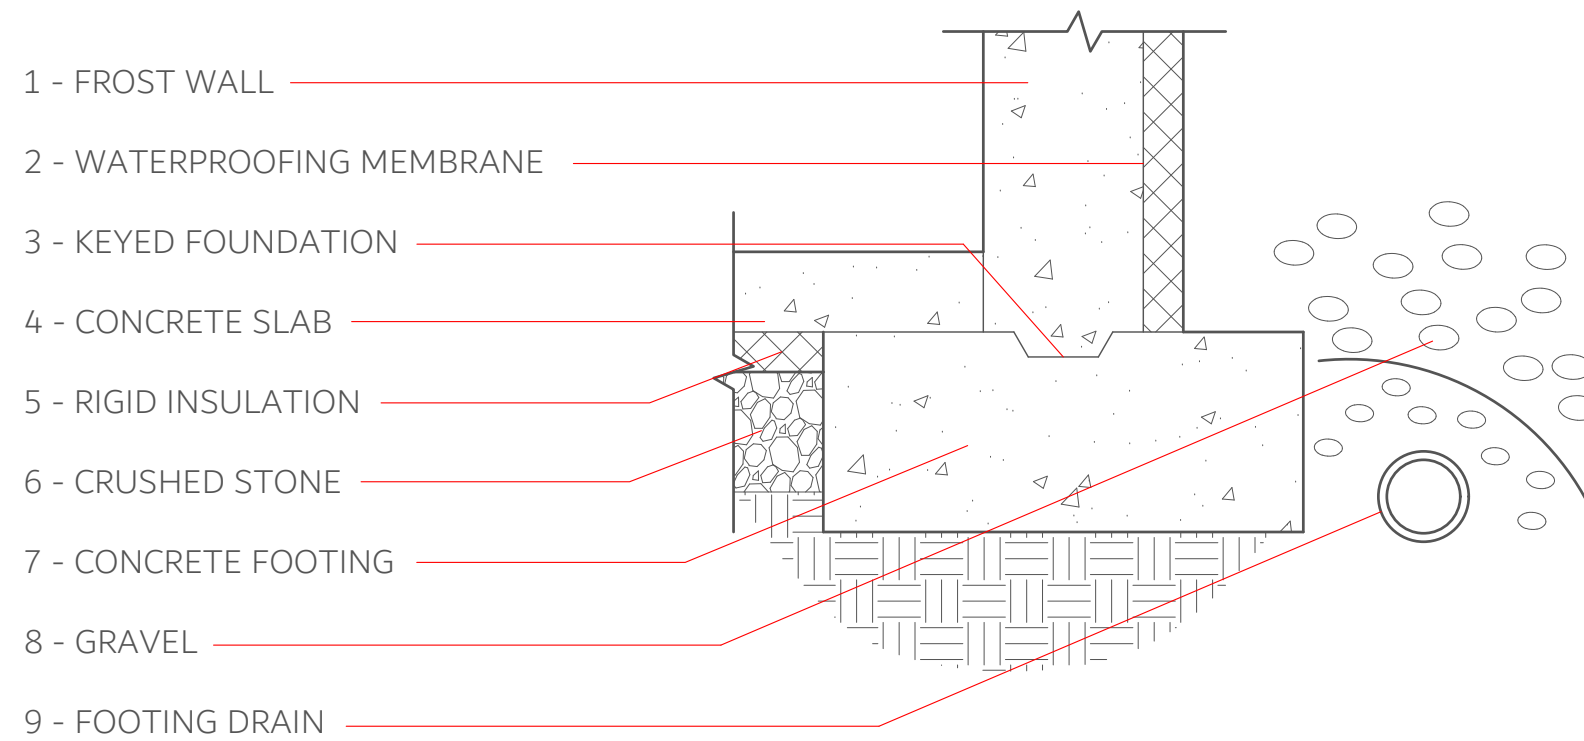 1 - FROST WALL
2 - WATERPROOFING MEMBRANE
3 - KEYED FOUNDATION
4 - CONCRETE SLAB
5 - RIGID INSULATION
6 - CRUSHED STONE
7 - CONCRETE FOOTING
8 - GRAVEL
9 - FOOTING DRAIN